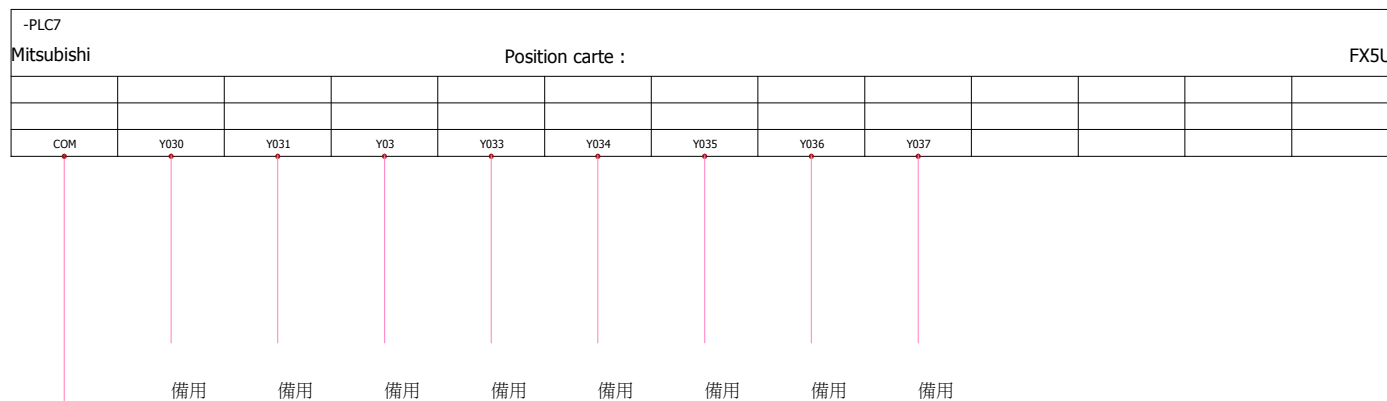 -PLC7
Mitsubishi Position carte : FX5U
COM Y030 Y031 Y03 Y033 Y034 Y035 Y036 Y037
備用 備用 備用 備用 備用 備用 備用 備用